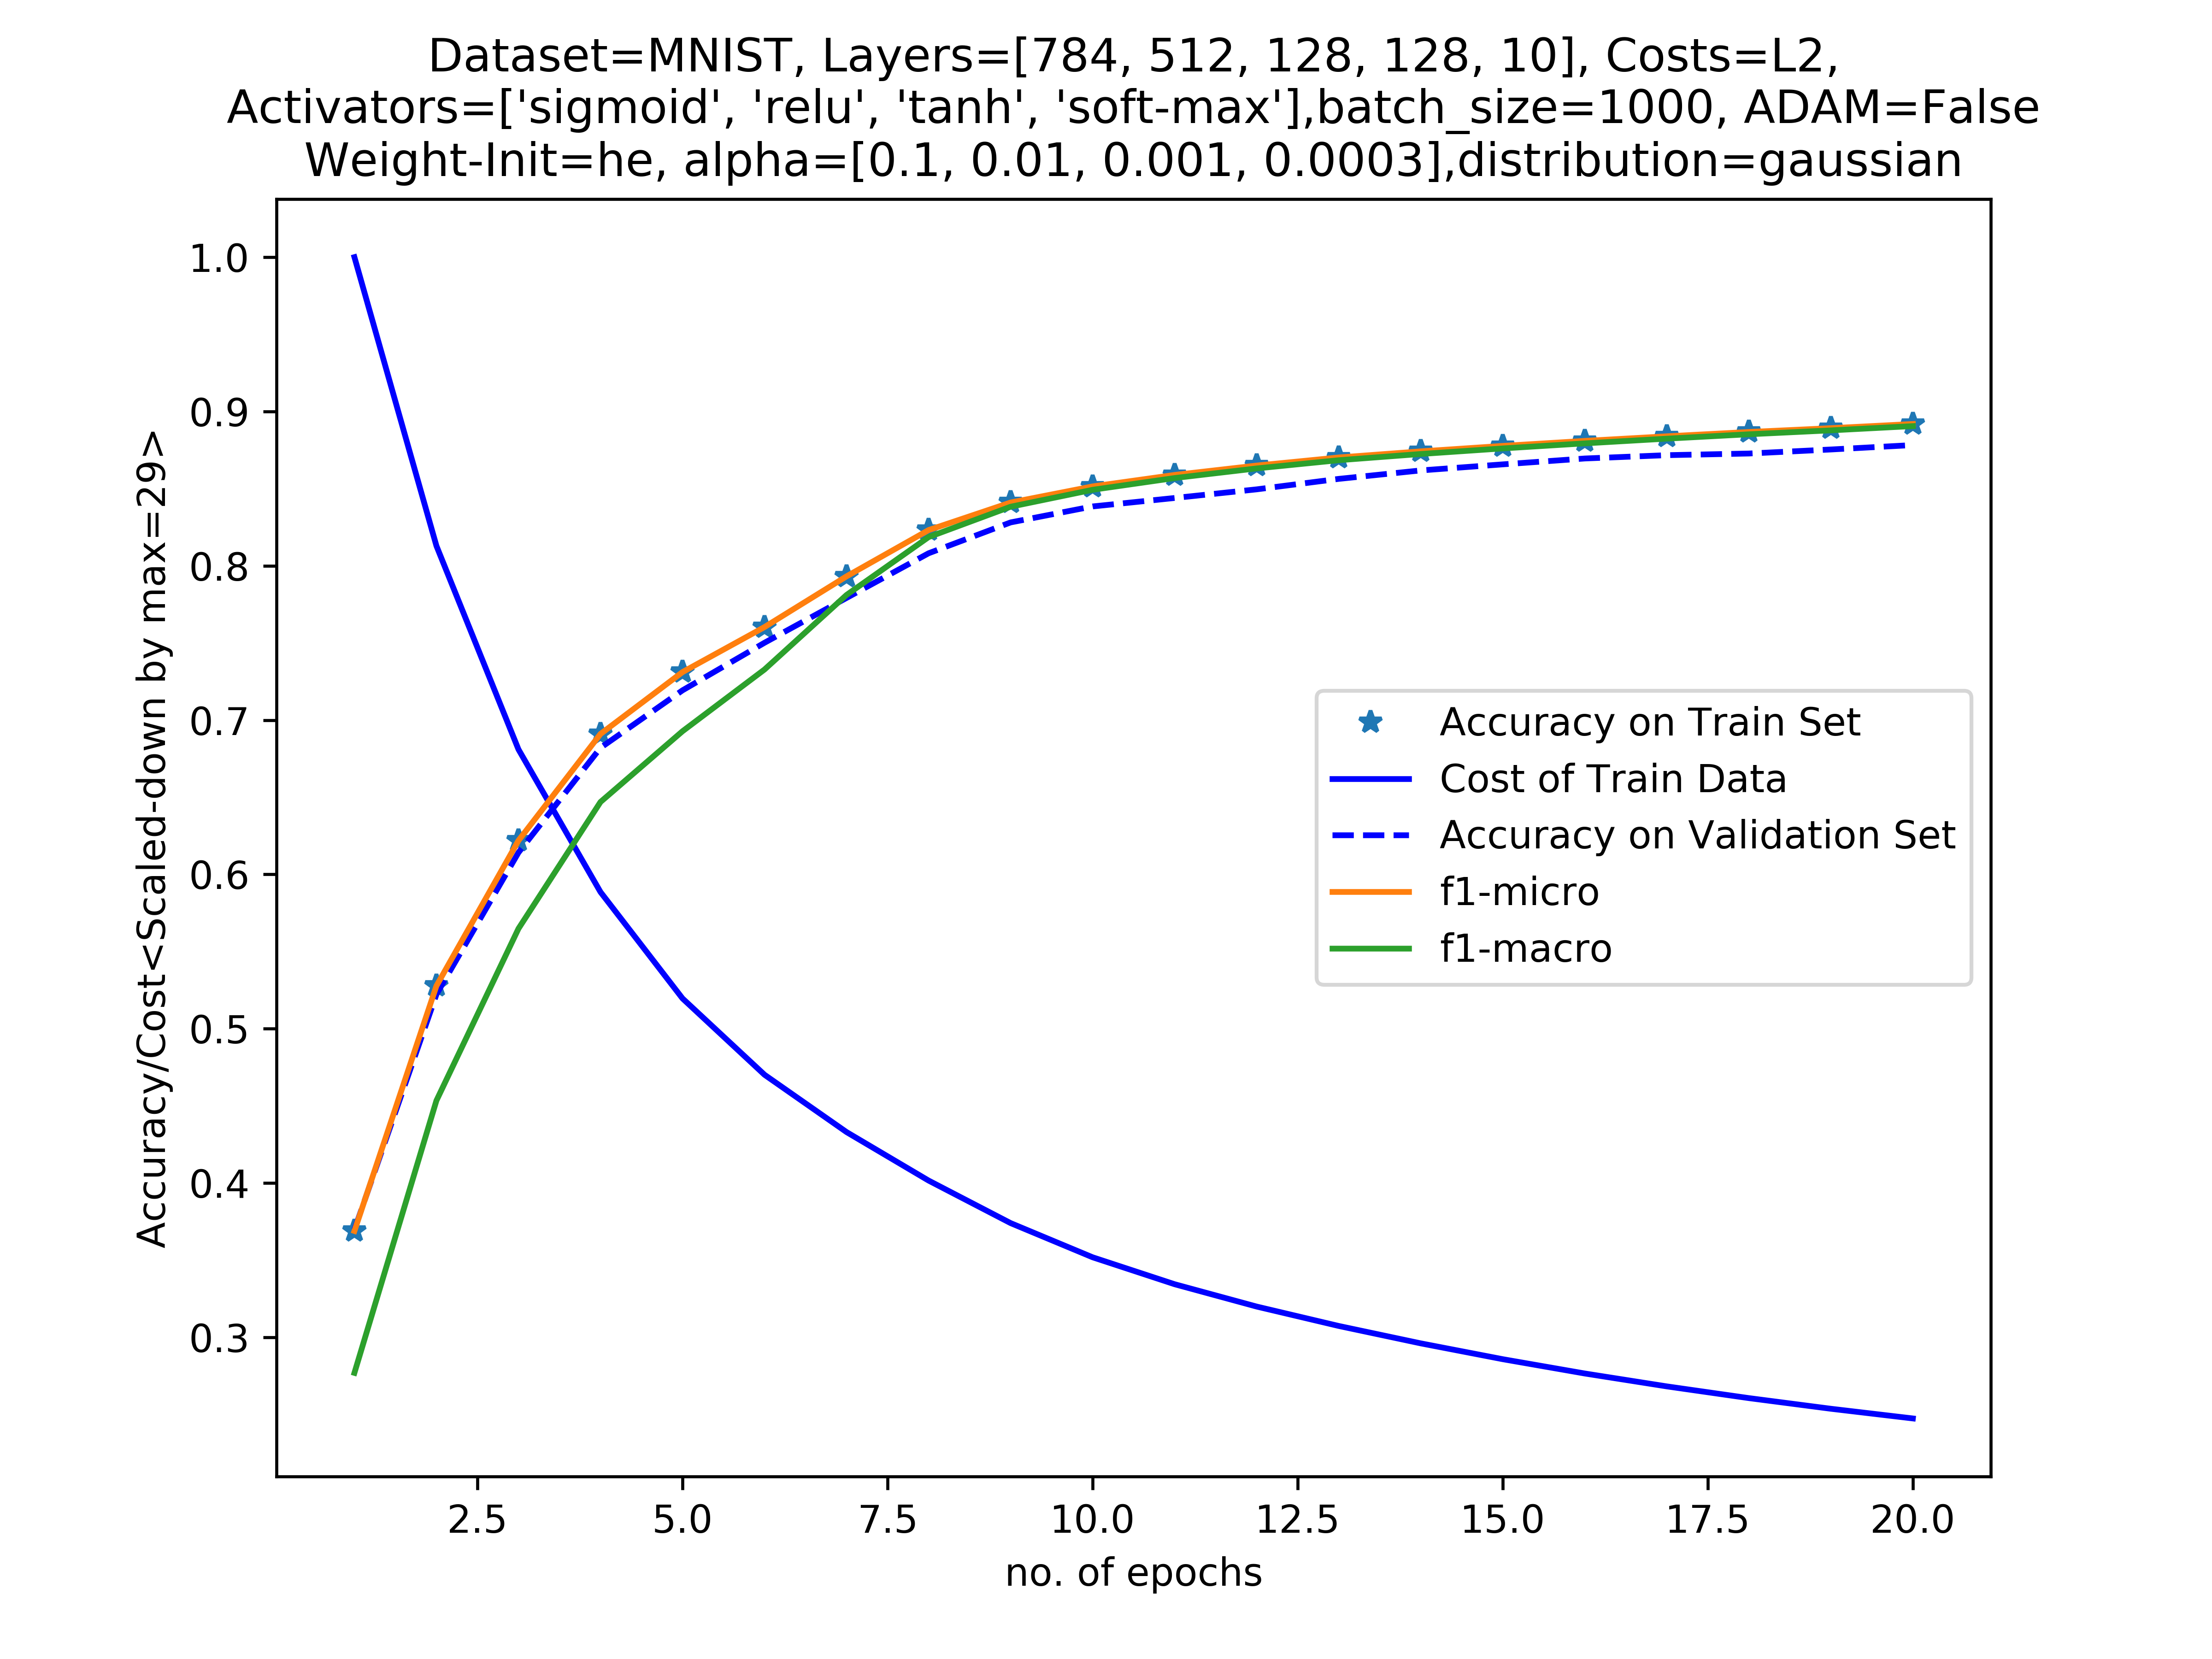 Dataset=MNIST, Layers=[784, 512, 128, 128, 10], Costs=L2,
Activators=['sigmoid', 'relu', 'tanh', 'soft-max'],batch_size=1000, ADAM=False
Weight-Init=he, alpha=[0.1, 0.01, 0.001, 0.0003],distribution=gaussian
Accuracy/Cost<Scaled-down by max=29>
1.0
0.9
0.8
0.7
0.6
0.5
0.4
0.3
Accuracy on Train Set
Cost of Train Data
Accuracy on Validation Set
f1-micro
f1-macro
2.5 5.0 7.5 10.0 12.5 15.0 17.5 20.0
no. of epochs